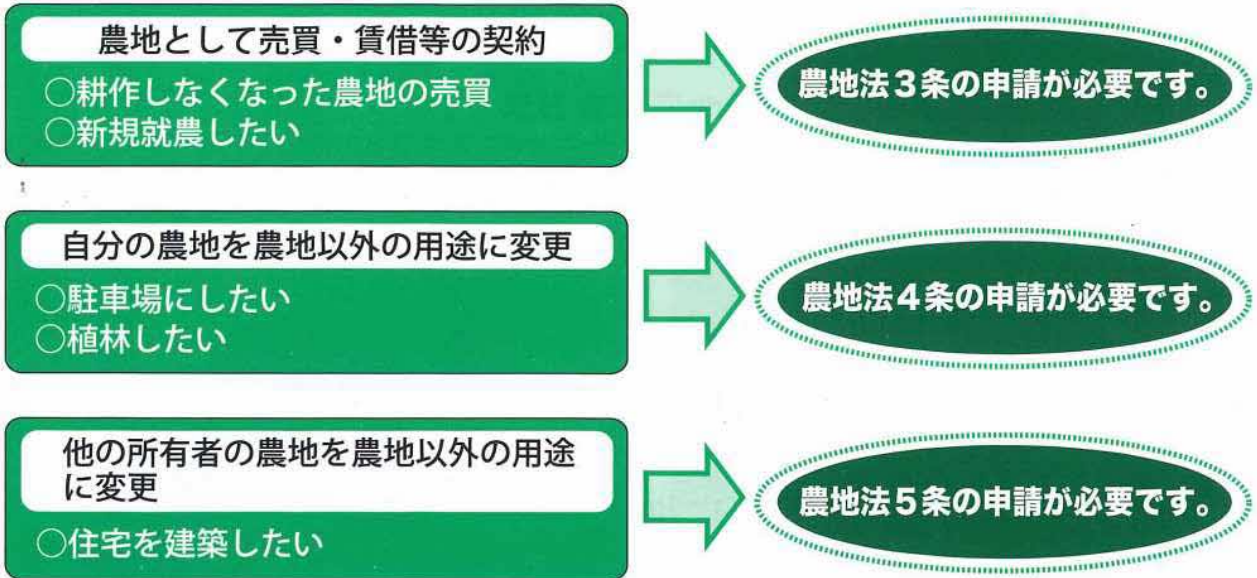 農地として売買・賃借等の契約
○耕作しなくなった農地の売買
○新規就農したい
農地法3条の申請が必要です。
自分の農地を農地以外の用途に変更
○駐車場にしたい
○植林したい
農地法4条の申請が必要です。
他の所有者の農地を農地以外の用途
に変更
○住宅を建築したい
農地法5条の申請が必要です。